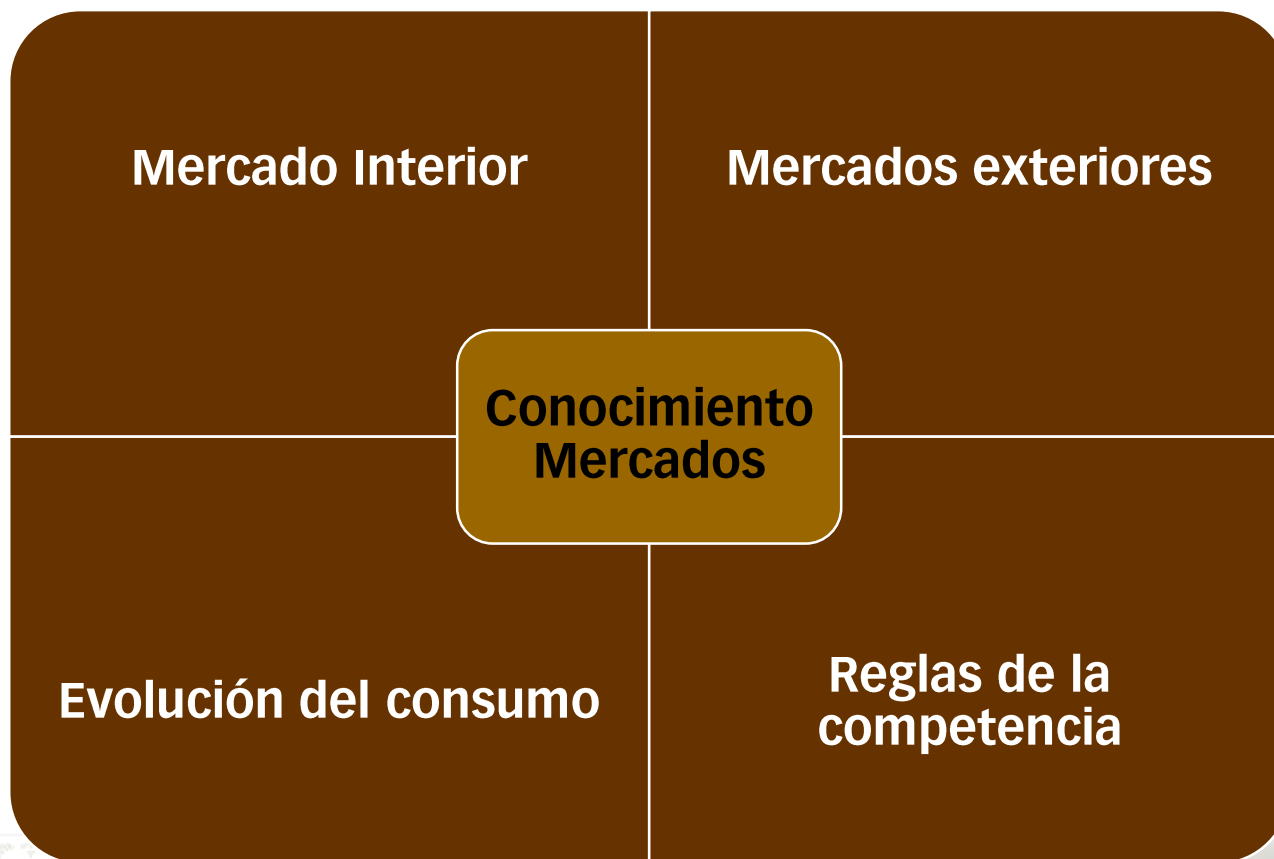 Mercado Interior
Mercados exteriores
Conocimiento
Mercados
Evolución del consumo
Reglas de la
competencia